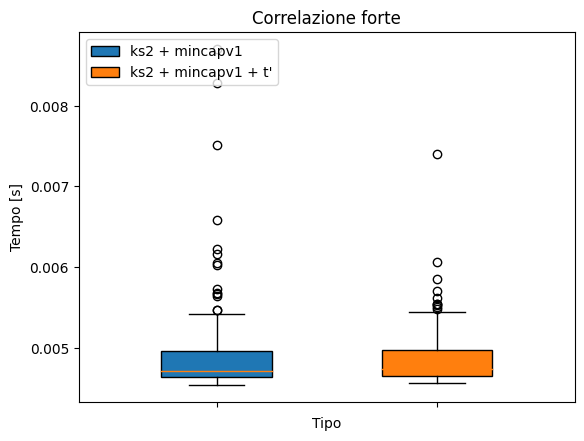 Correlazione forte
ks2 + mincapv1
ks2 + mincapv1 + t'
0.008
0.007
0.006
0.005
Tempo [s]
Tipo